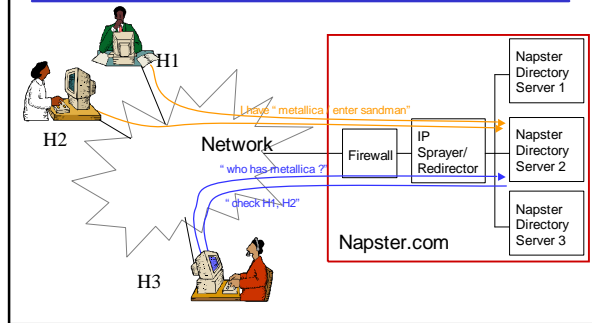 H1
H2
I have “ metallica / enter sandman”
Network
“ who has metallica ?”
“ check H1, H2”
H3
Firewall
IP
Sprayer/
Redirector
Napster
Directory
Server 1
Napster
Directory
Server 2
Napster
Directory
Server 3
Napster.com